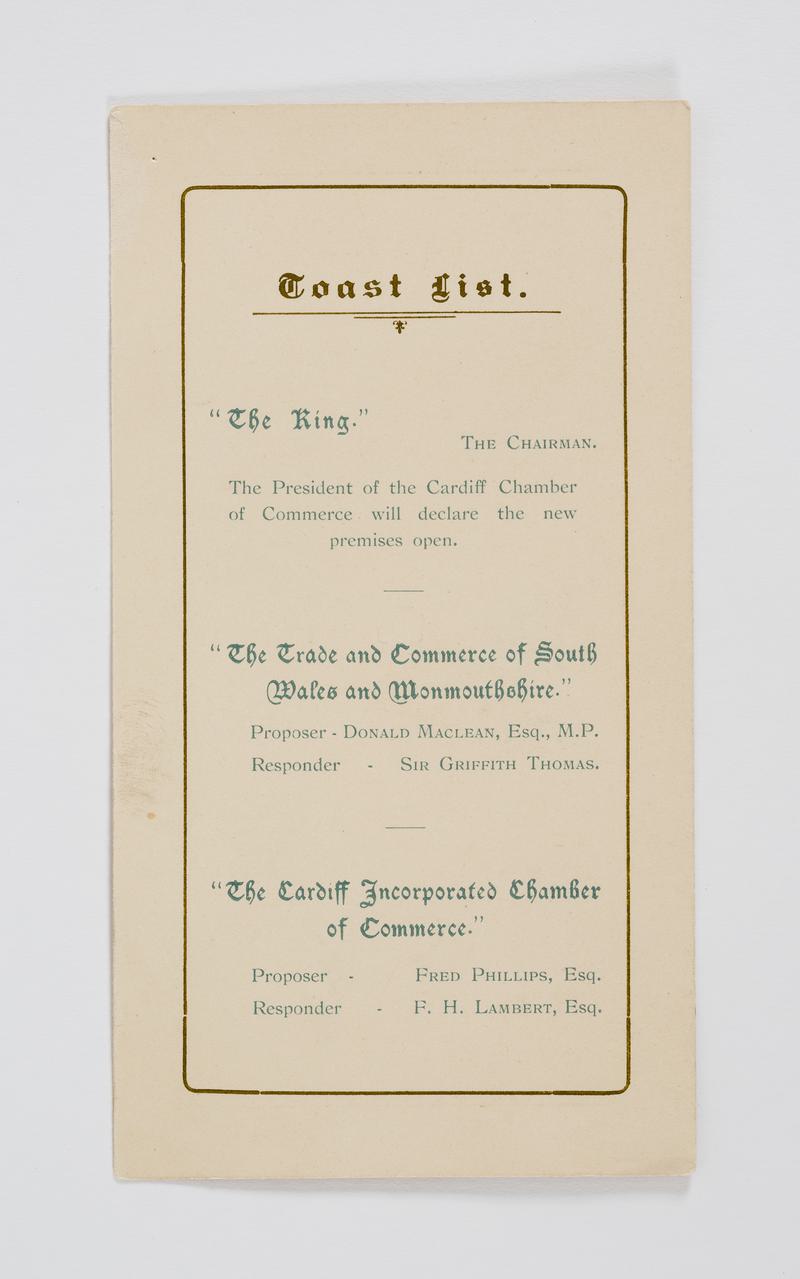 Toast List.
“The King.”
The Chairman.
The President of the Cardiff Chamber
of Commerce will declare the new
premises open.
“The Trade and Commerce of South
Wales and Monmouthshire.”
Proposer - Donald Maclean, Esq., M.P.
Responder - Sir Griffith Thomas.
“The Cardiff Incorporated Chamber
of Commerce.”
Proposer - Fred Phillips, Esq.
Responder - F. H. Lambert, Esq.